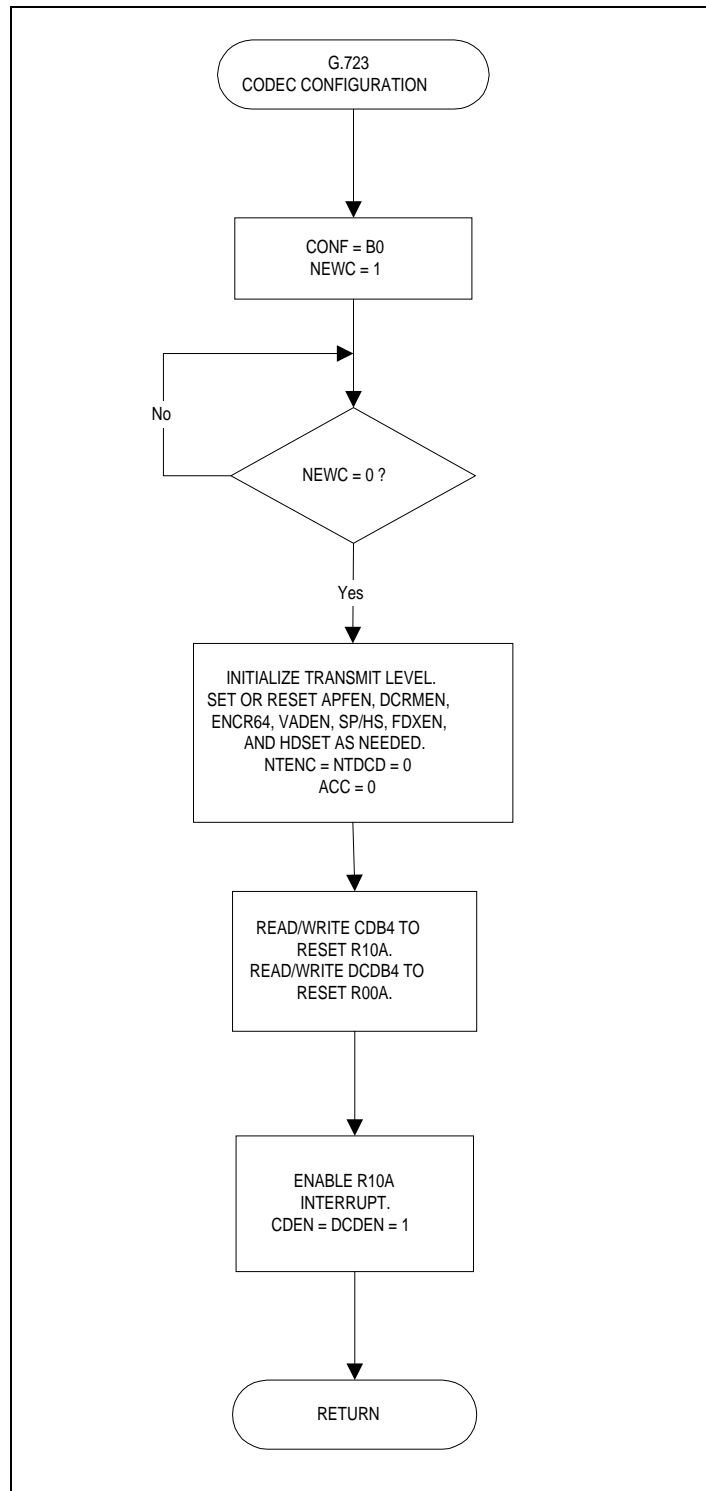 G.723
CODEC CONFIGURATION
CONF = B0
NEWC = 1
No
NEWC = 0 ?
Yes
INITIALIZE TRANSMIT LEVEL.
SET OR RESET APFEN, DCRMEN,
ENCR64, VADEN, SP/HS, FDXEN,
AND HDSET AS NEEDED.
NTENC = NTDCD = 0
ACC = 0
READ/WRITE CDB4 TO
RESET R10A.
READ/WRITE DCDB4 TO
RESET R00A.
ENABLE R10A
INTERRUPT.
CDEN = DCDEN = 1
RETURN